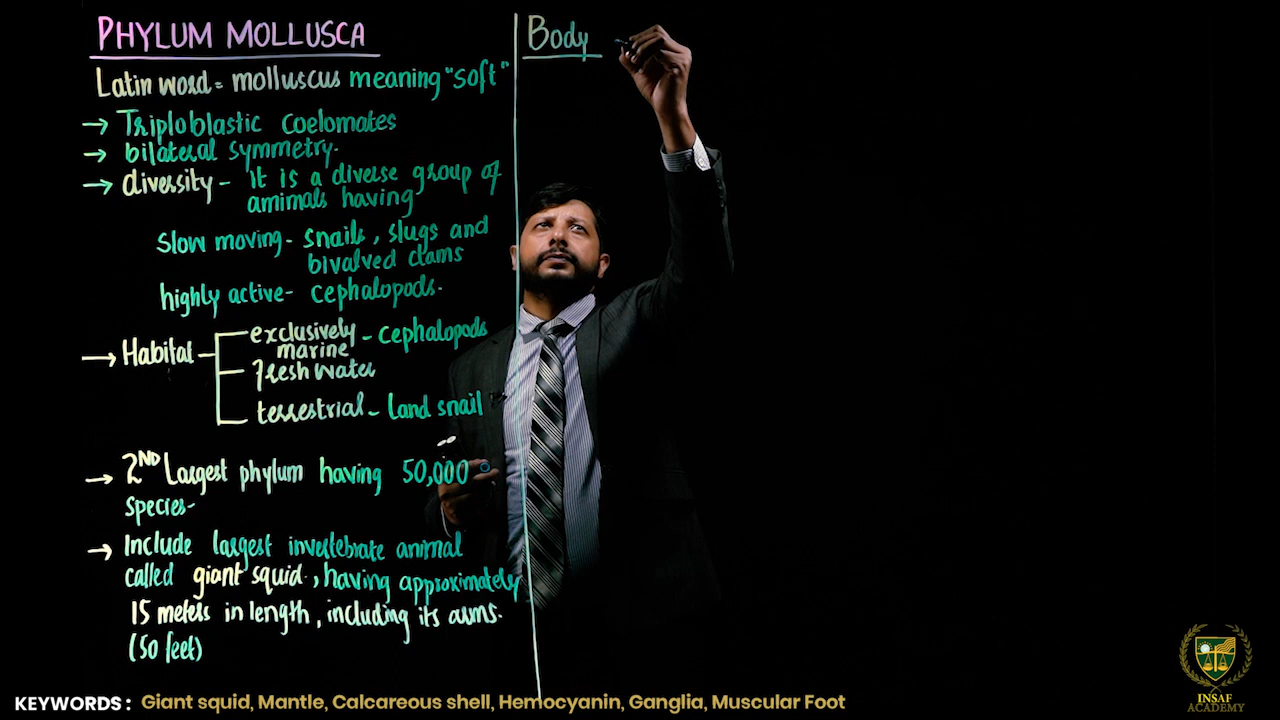 PHYLUM MOLLUSCA
Latin word = molluscus meaning "soft"
→ Triploblastic coelomates
→ bilateral symmetry.
→ diversity - it is a diverse group of
animals having
slow moving - snails, slugs and
bivalved clams
highly active - cephalopods.
→ Habital
exclusively - cephalopods
marine
fresh water
terrestrial - land snail
→ 2ND Largest phylum having 50,000
species-
→ Include largest invertebrate animal
called giant squid, having approximately
15 meters in length, including its arms.
(50 feet)
Body
KEYWORDS : Giant squid, Mantle, Calcareous shell, Hemocyanin, Ganglia, Muscular Foot
INSAF
ACADEMY